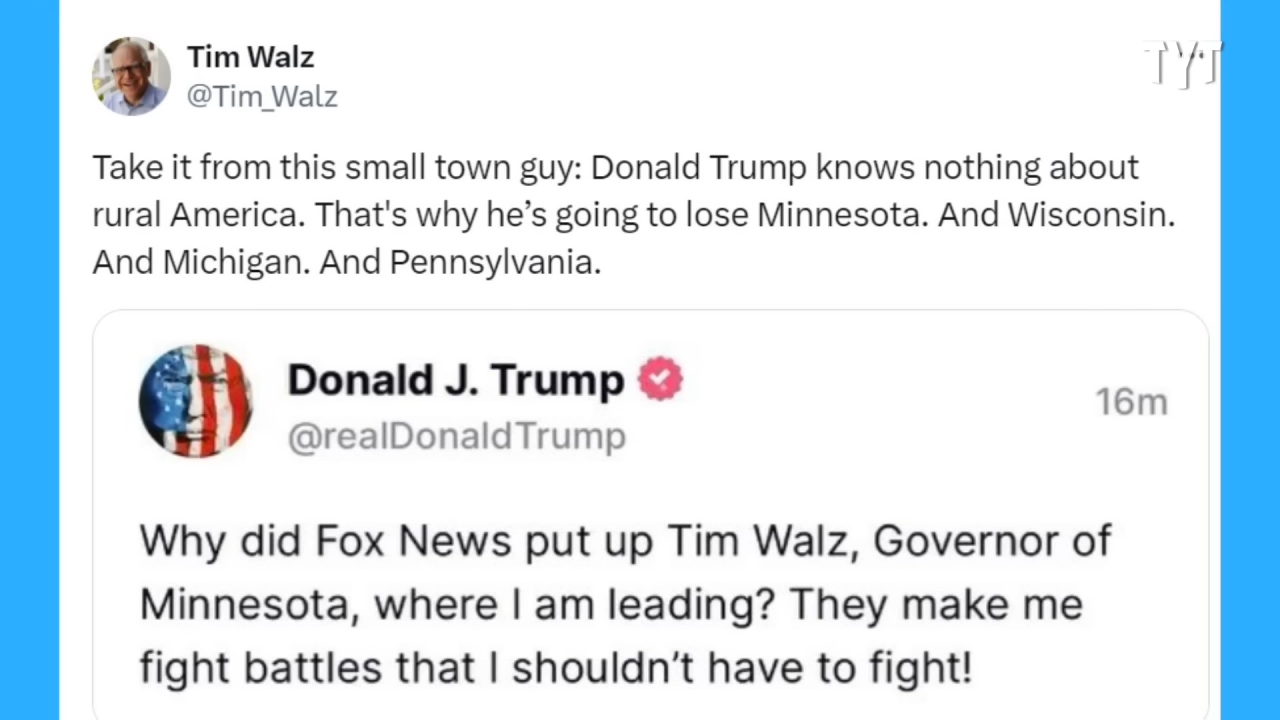 Tim Walz
TYT
@Tim_Walz
Take it from this small town guy: Donald Trump knows nothing about
rural America. That's why he’s going to lose Minnesota. And Wisconsin.
And Michigan. And Pennsylvania.
Donald J. Trump
16m
@realDonaldTrump
Why did Fox News put up Tim Walz, Governor of
Minnesota, where I am leading? They make me
fight battles that I shouldn’t have to fight!